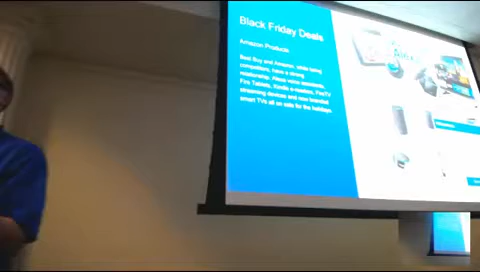 Black Friday Deals
Amazon Products
Best Buy and Amazon, while being
competitors, have a strong
relationship. Alexa voice assistants,
Fire Tablets, Kindle e-readers, FireTV
streaming devices and now branded
smart TVs all on sale for the holidays